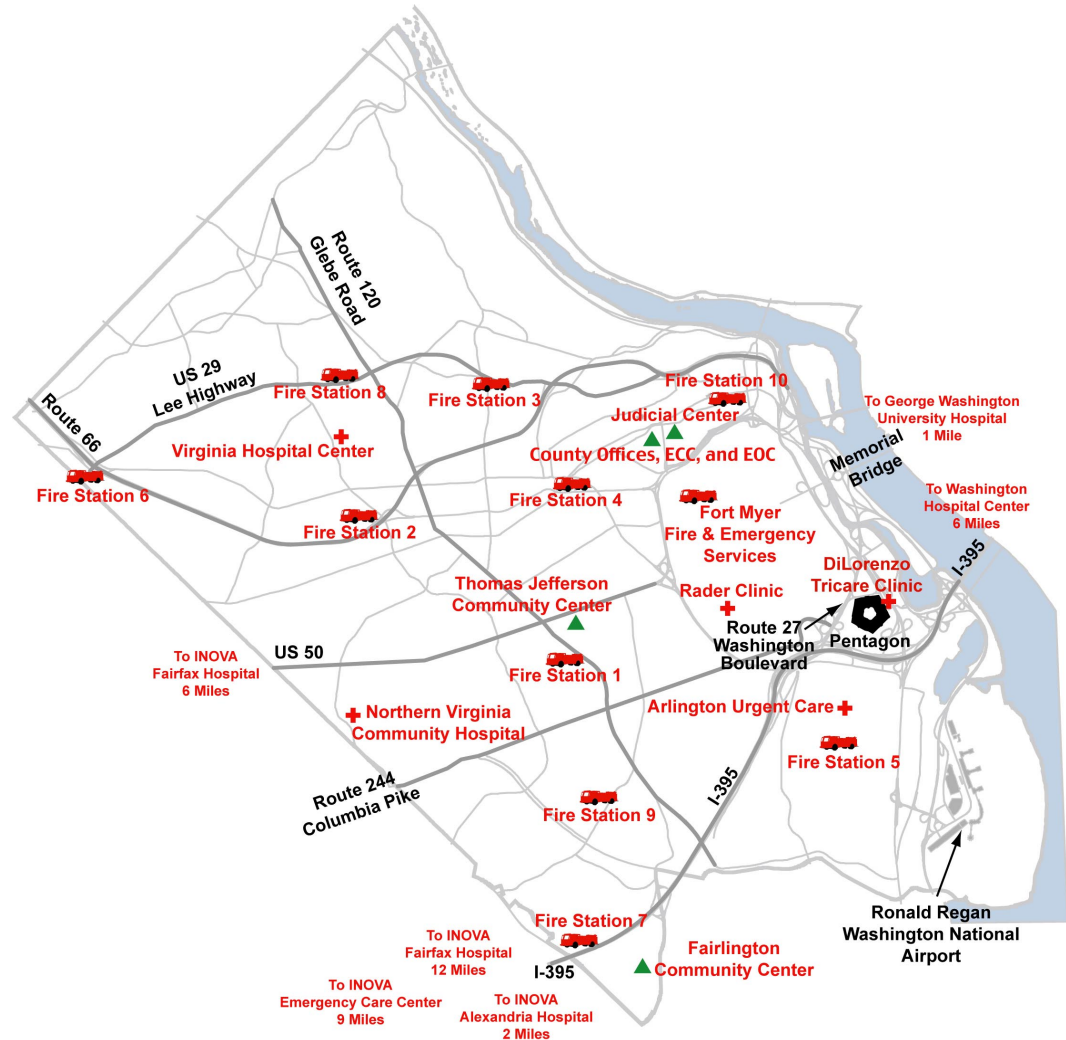 Route 120
Glebe Road
US 29
Lee Highway
Fire Station 8
Fire Station 3
Fire Station 10
Judicial Center
To George Washington
University Hospital
1 Mile
Route 66
Virginia Hospital Center
County Offices, ECC, and EOC
Memorial
Bridge
Fire Station 6
Fire Station 4
To Washington
Hospital Center
6 Miles
Fire Station 2
Fort Myer
Fire & Emergency
Services
I-395
DiLorenzo
Tricare Clinic
Thomas Jefferson
Community Center
Rader Clinic
Route 27
Washington
Boulevard
Pentagon
US 50
To INOVA
Fairfax Hospital
6 Miles
Fire Station 1
Northern Virginia
Community Hospital
Arlington Urgent Care
Fire Station 5
Route 244
Columbia Pike
I-395
Fire Station 9
Ronald Regan
Washington National
Airport
Fire Station 7
To INOVA
Fairfax Hospital
12 Miles
I-395
Fairlington
Community Center
To INOVA
Emergency Care Center
9 Miles
To INOVA
Alexandria Hospital
2 Miles